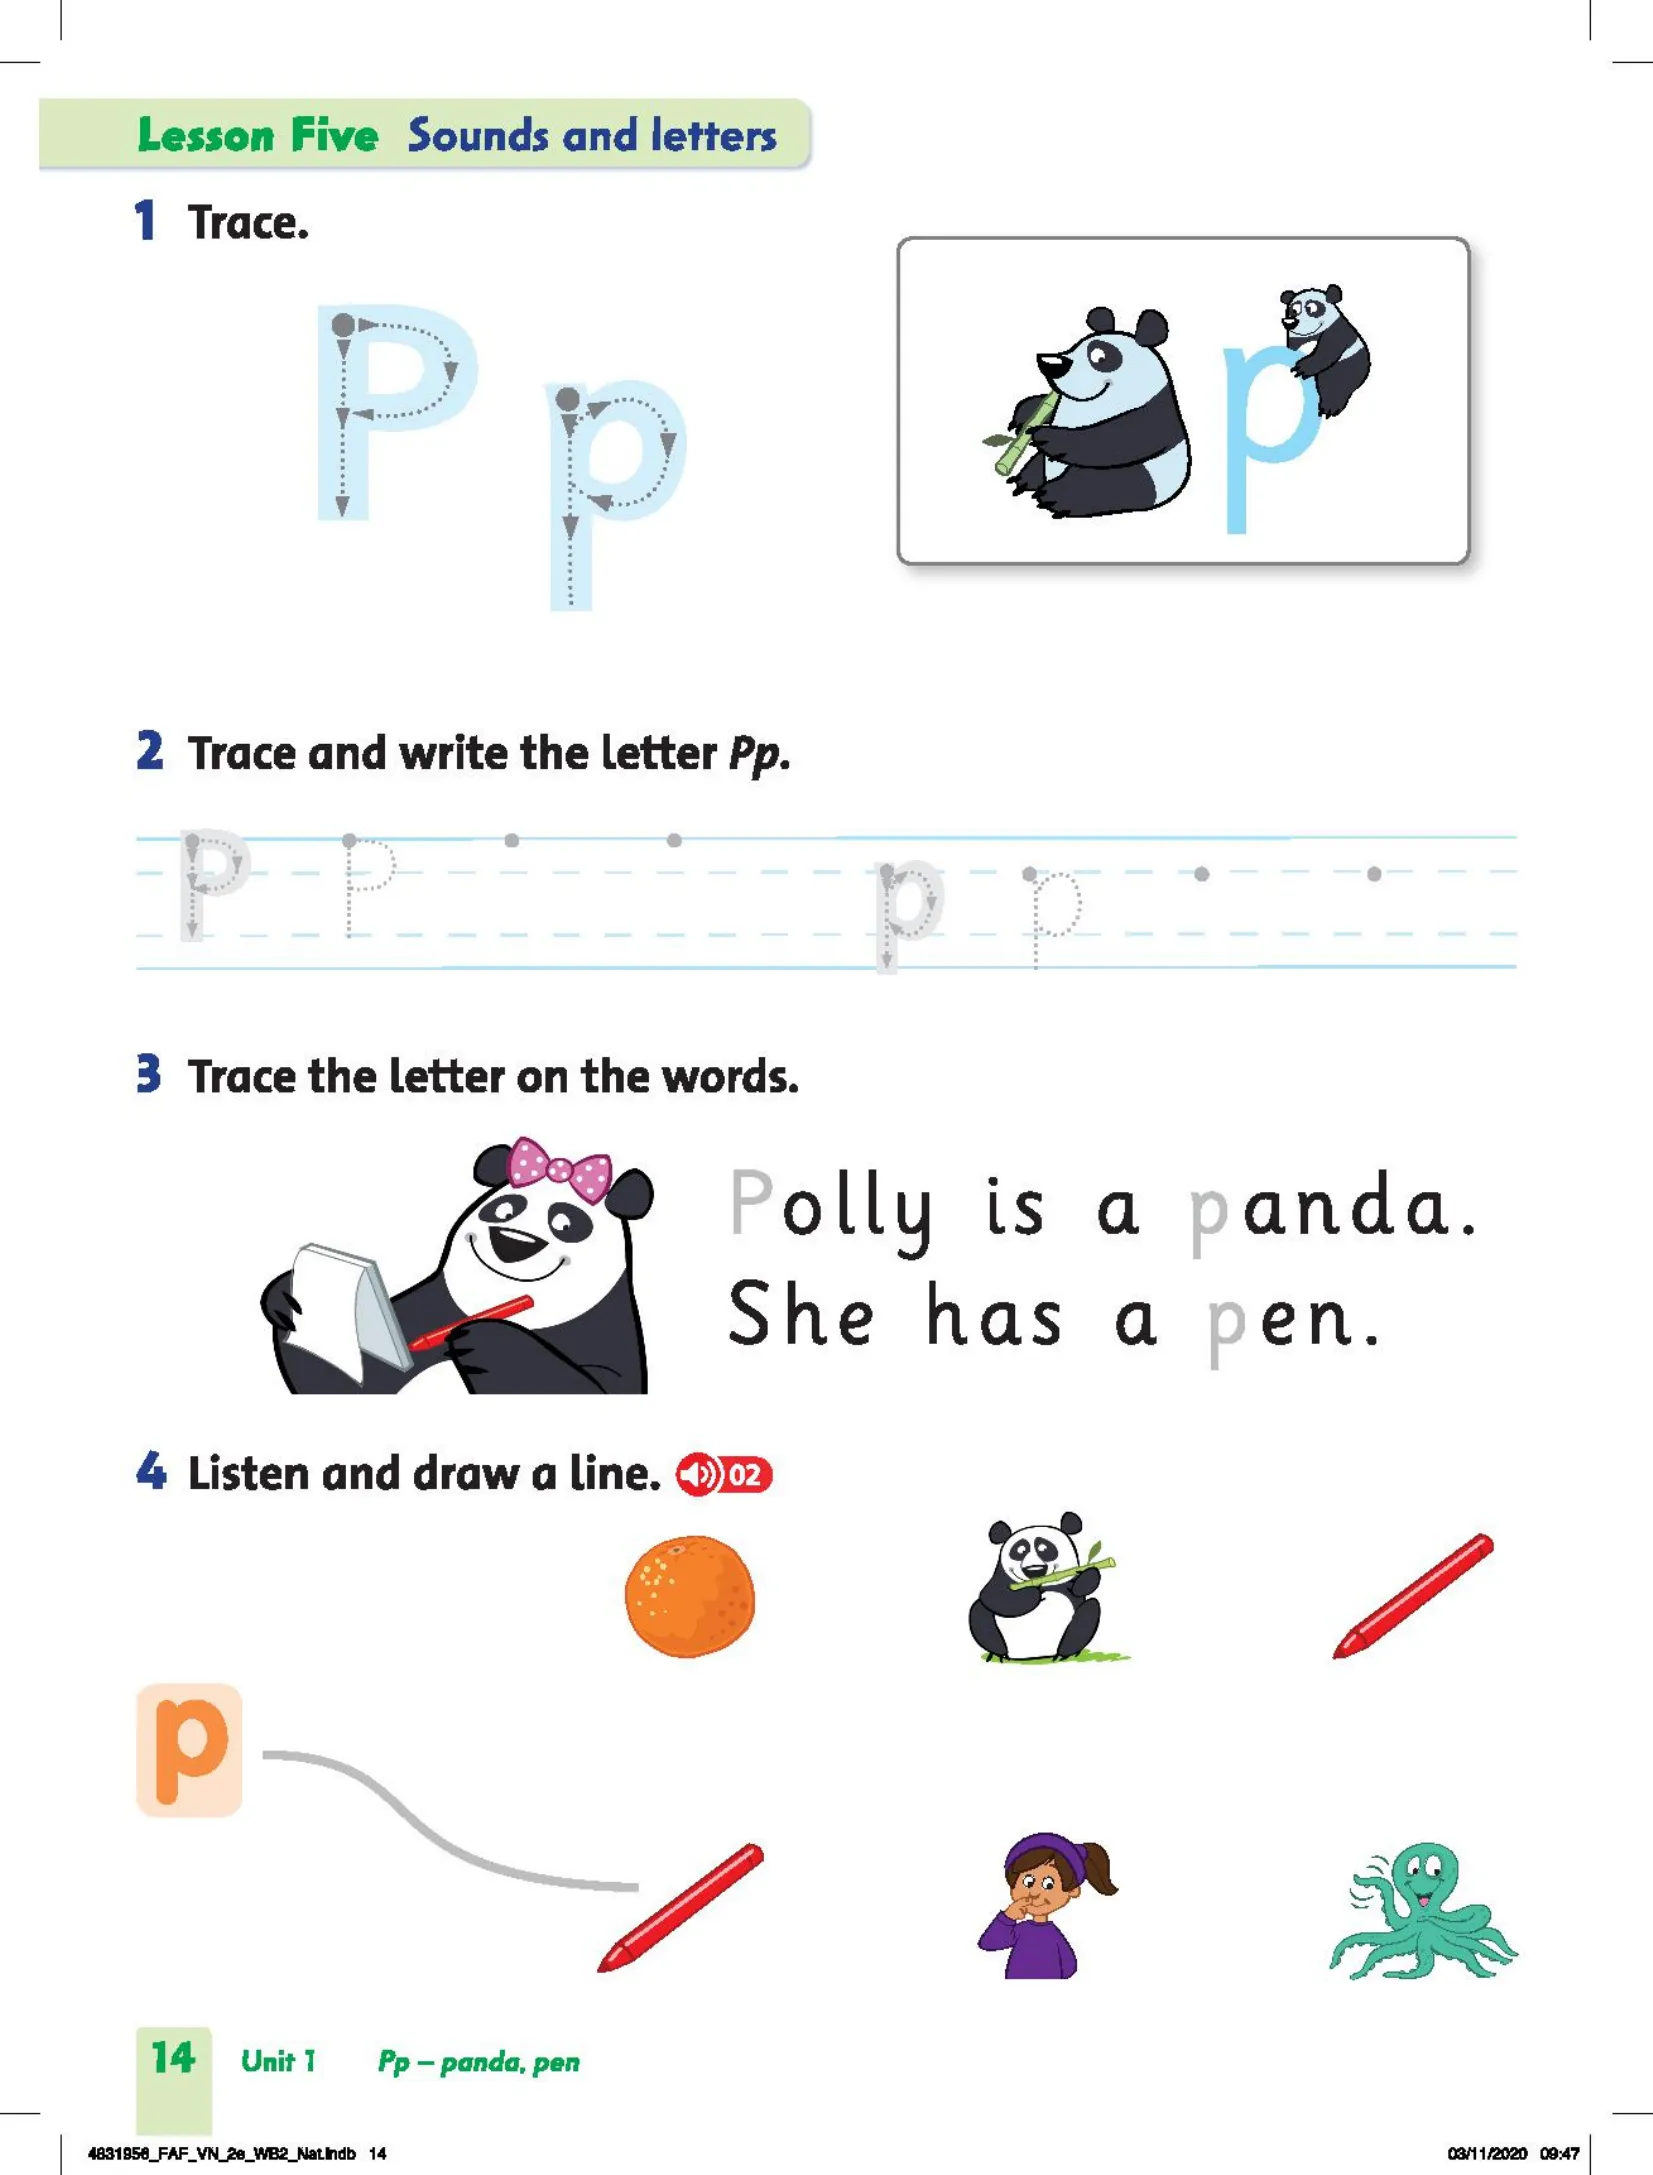 Lesson Five Sounds and letters
1 Trace.
P p
p
2 Trace and write the letter Pp.
P P p p
3 Trace the letter on the words.
Polly is a panda.
She has a pen.
4 Listen and draw a line. 02
p
14 Unit 1 Pp – panda, pen
4831956_FAF_VN_2e_WB2_Nat.indb 14 03/11/2020 09:47